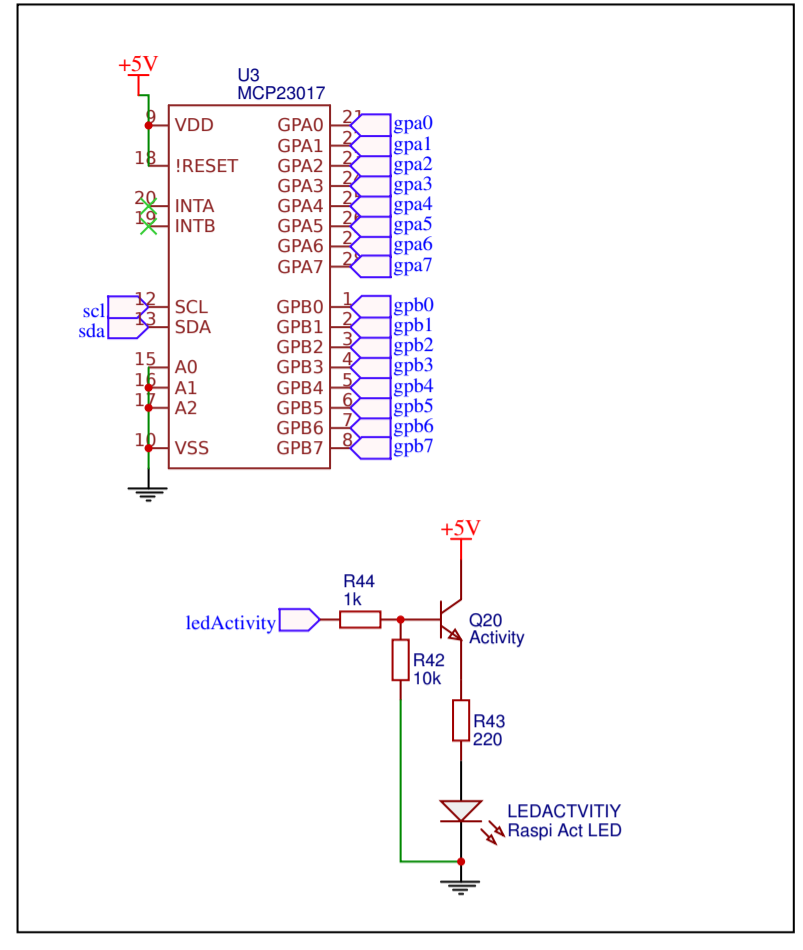 +5V
U3
MCP23017
9 VDD GPA0 21 gpa0
GPA1 gpa1
18 !RESET GPA2 gpa2
GPA3 gpa3
20 INTA GPA4 gpa4
19 INTB GPA5 gpa5
GPA6 gpa6
GPA7 gpa7
scl 12 SCL GPB0 1 gpb0
sda 13 SDA GPB1 2 gpb1
GPB2 3 gpb2
15 A0 GPB3 4 gpb3
16 A1 GPB4 5 gpb4
17 A2 GPB5 6 gpb5
GPB6 7 gpb6
10 VSS GPB7 8 gpb7
+5V
R44
1k
ledActivity
Q20
Activity
R42
10k
R43
220
LEDACTVITIY
Raspi Act LED